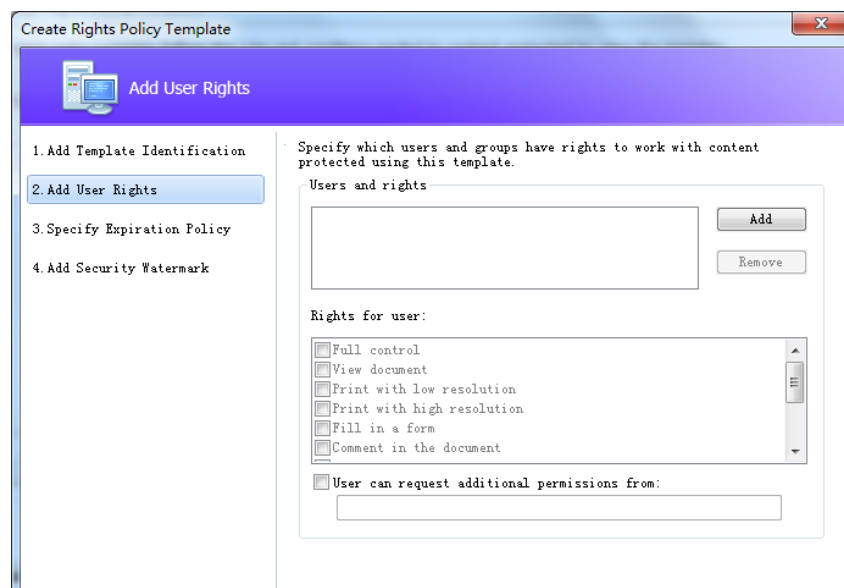 Create Rights Policy Template
Add User Rights
1.Add Template Identification
2.Add User Rights
3.Specify Expiration Policy
4.Add Security Watermark
Specify which users and groups have rights to work with content
protected using this template.
Users and rights
Add
Remove
Rights for user:
Full control
View document
Print with low resolution
Print with high resolution
Fill in a form
Comment in the document
User can request additional permissions from: